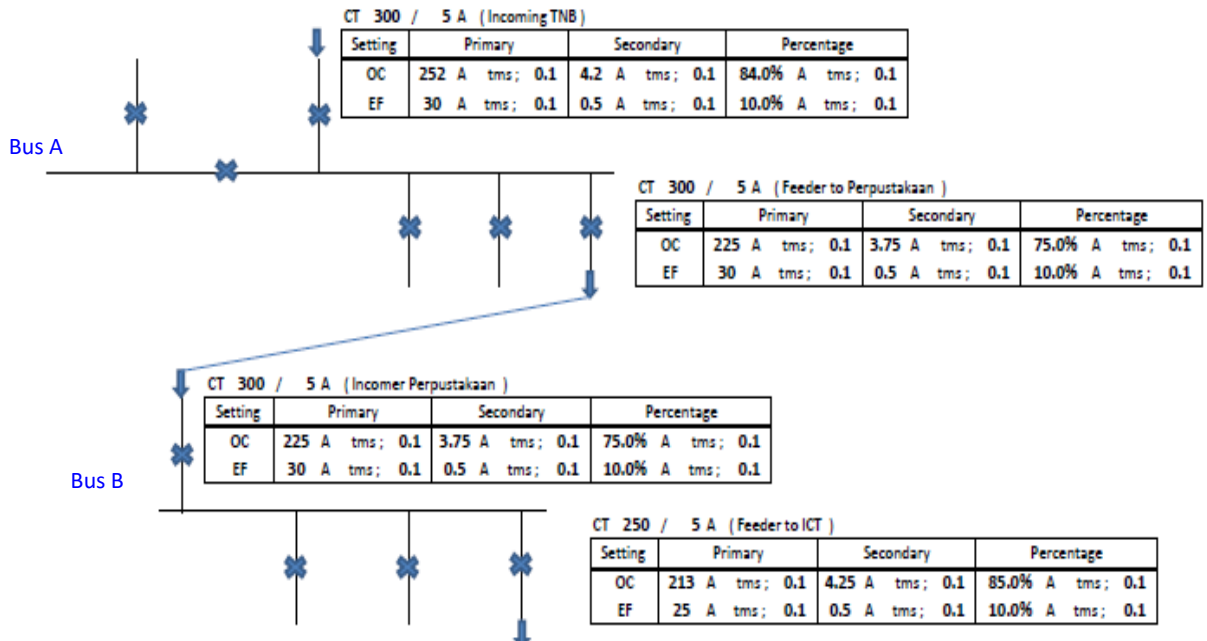 CT 300 / 5 A ( Incoming TNB )
Setting Primary Secondary Percentage
OC 252 A tms; 0.1 4.2 A tms; 0.1 84.0% A tms; 0.1
EF 30 A tms; 0.1 0.5 A tms; 0.1 10.0% A tms; 0.1
Bus A
CT 300 / 5 A ( Feeder to Perpustakaan )
Setting Primary Secondary Percentage
OC 225 A tms; 0.1 3.75 A tms; 0.1 75.0% A tms; 0.1
EF 30 A tms; 0.1 0.5 A tms; 0.1 10.0% A tms; 0.1
CT 300 / 5 A ( Incomer Perpustakaan )
Setting Primary Secondary Percentage
OC 225 A tms; 0.1 3.75 A tms; 0.1 75.0% A tms; 0.1
EF 30 A tms; 0.1 0.5 A tms; 0.1 10.0% A tms; 0.1
Bus B
CT 250 / 5 A ( Feeder to ICT )
Setting Primary Secondary Percentage
OC 213 A tms; 0.1 4.25 A tms; 0.1 85.0% A tms; 0.1
EF 25 A tms; 0.1 0.5 A tms; 0.1 10.0% A tms; 0.1